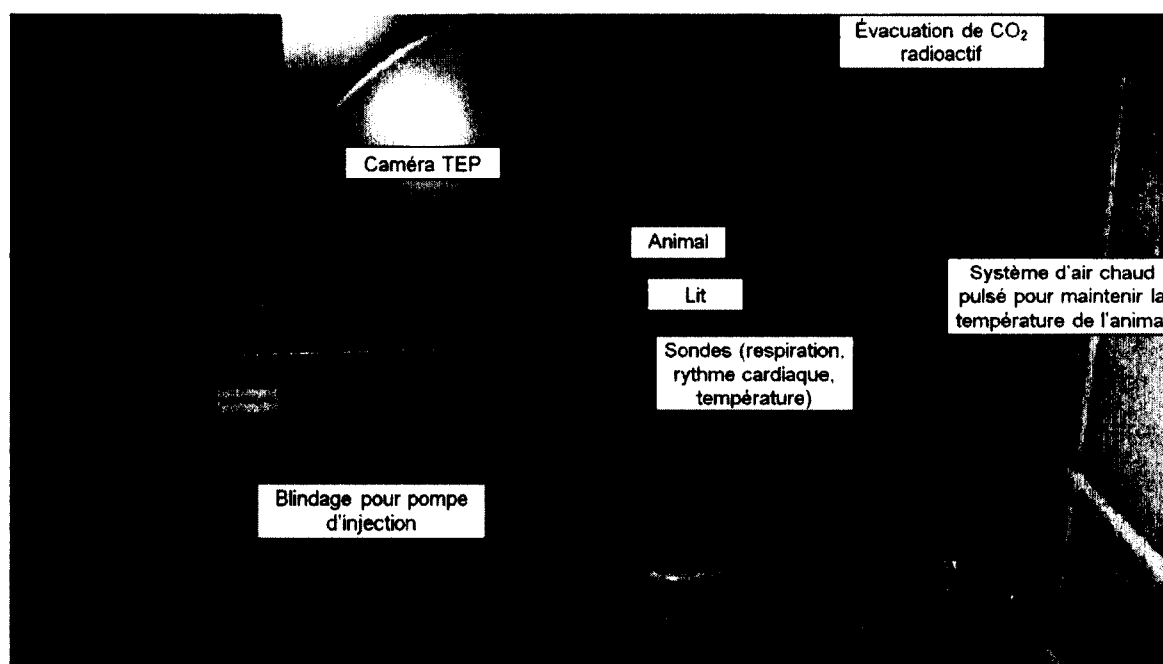 Évacuation de CO₂
radioactif
Caméra TEP
Animal
Lit
Système d'air chaud
pulsé pour maintenir la
température de l'animal
Sondes (respiration,
rythme cardiaque,
température)
Blindage pour pompe
d'injection